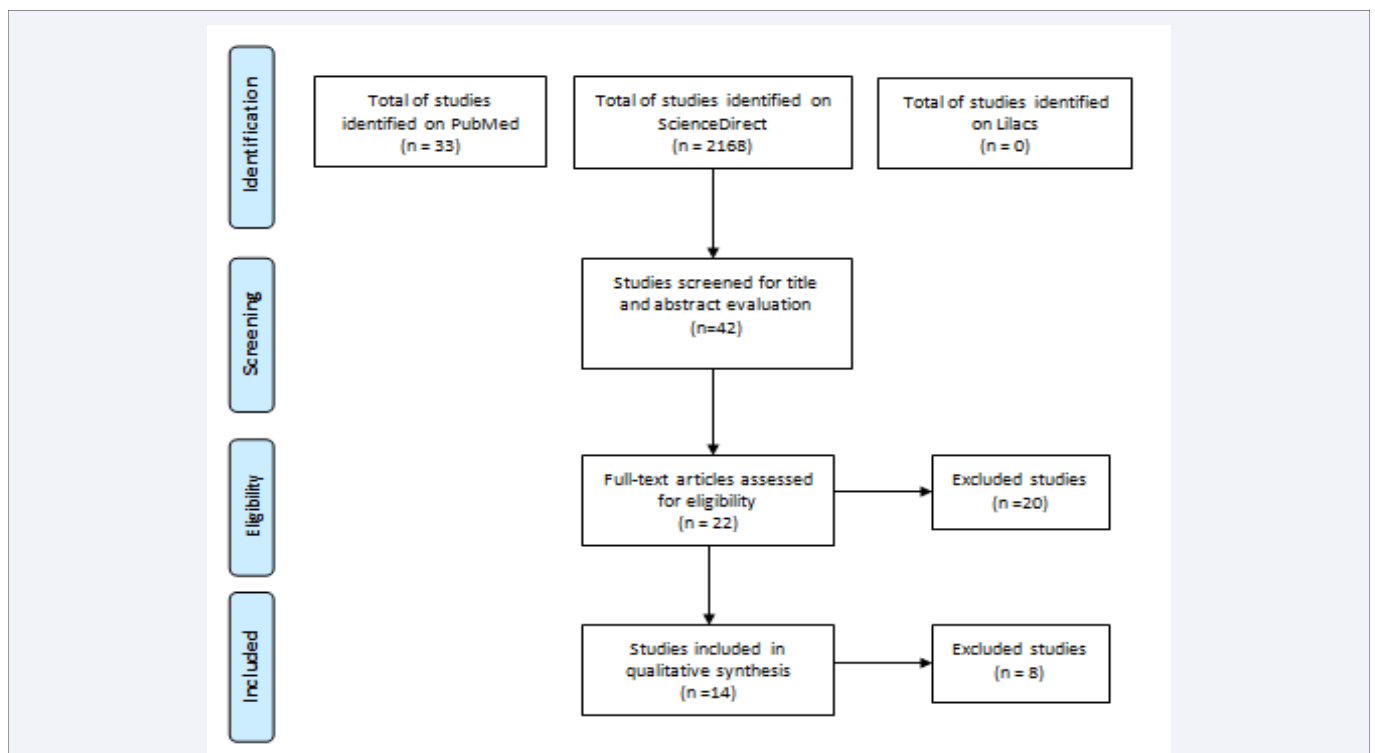 Identification
Total of studies
identified on PubMed
(n = 33)
Total of studies identified on
ScienceDirect
(n = 2168)
Total of studies identified
on Lilacs
(n = 0)
Screening
Studies screened for title
and abstract evaluation
(n=42)
Eligibility
Full-text articles assessed
for eligibility
(n = 22)
Excluded studies
(n =20)
Included
Studies included in
qualitative synthesis
(n =14)
Excluded studies
(n = 8)